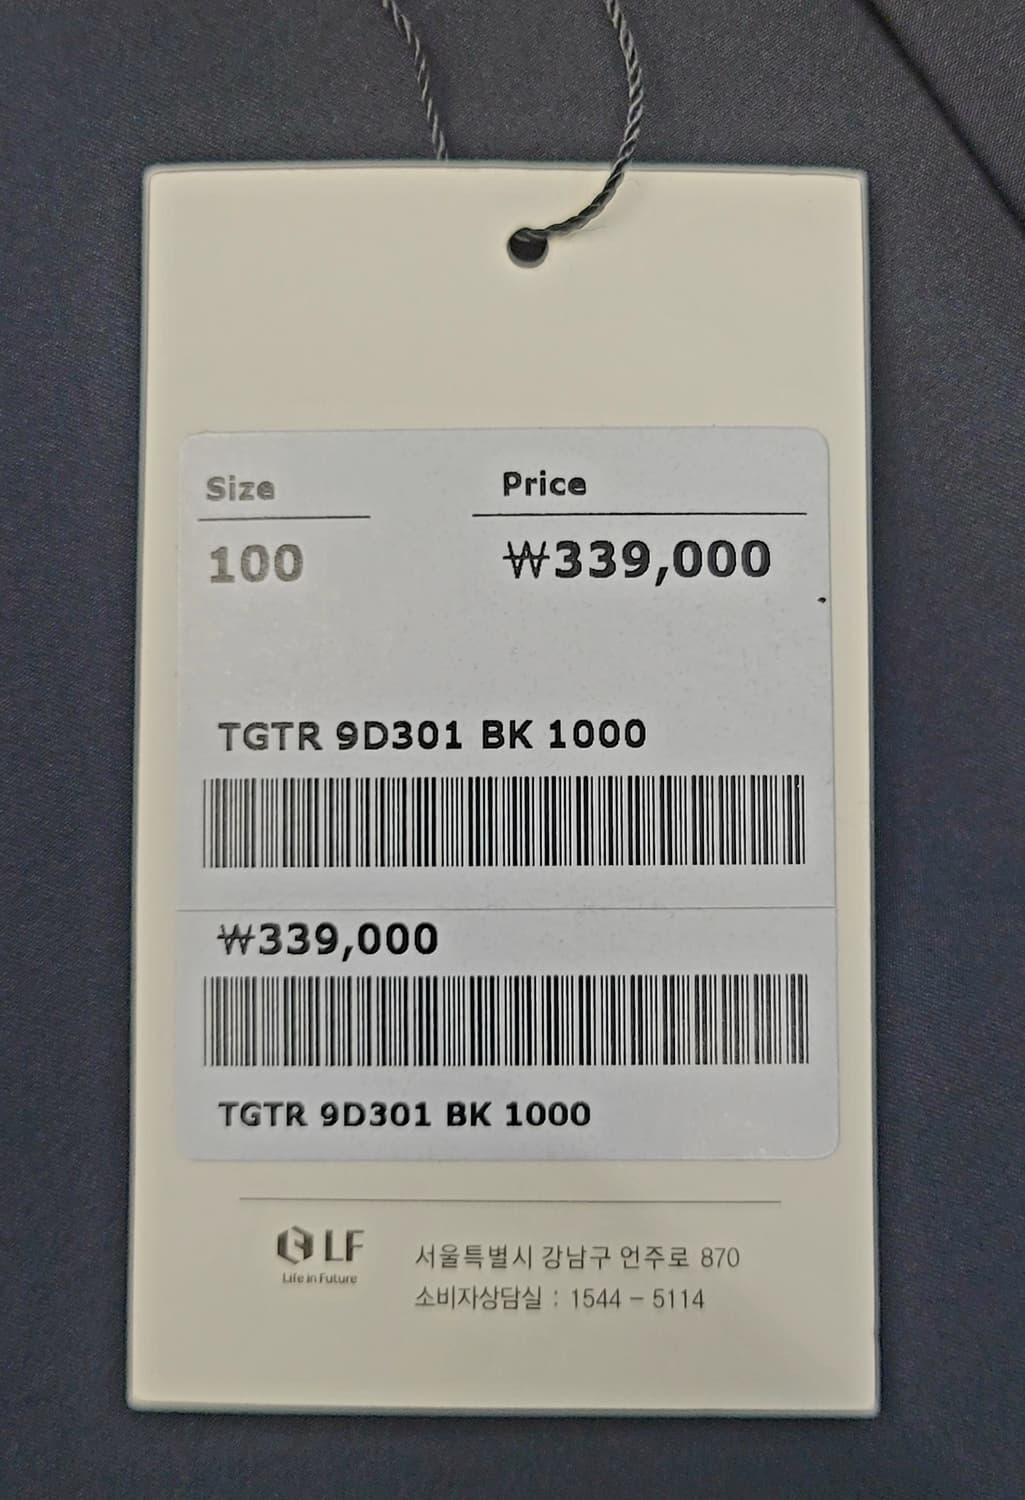 Size Price
100 ₩339,000
TGTR 9D301 BK 1000
₩339,000
TGTR 9D301 BK 1000
LF
Life in Future
서울특별시 강남구 언주로 870
소비자상담실 : 1544 - 5114